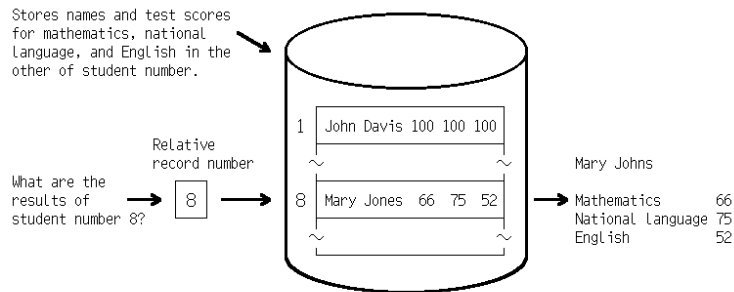 Stores names and test scores
for mathematics, national
language, and English in the
other of student number.
1 John Davis 100 100 100
Relative
record number
What are the
results of
student number 8?
8
8 Mary Jones 66 75 52
Mary Johns
Mathematics 66
National language 75
English 52